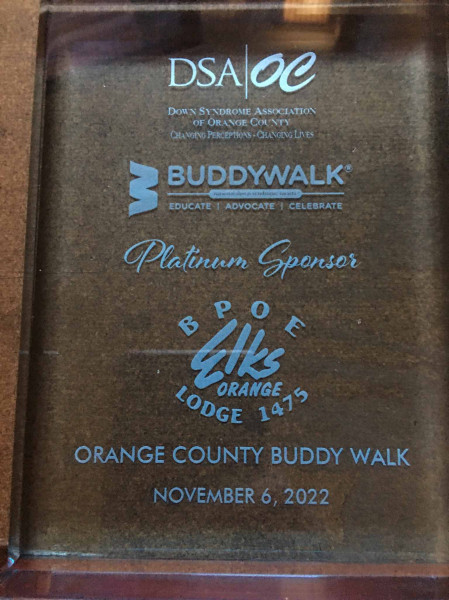 DSA|OC
DOWN SYNDROME ASSOCIATION
OF ORANGE COUNTY
CHANGING PERCEPTIONS - CHANGING LIVES
BUDDYWALK®
EDUCATE | ADVOCATE | CELEBRATE
Platinum Sponsor
BPOE
Elks
ORANGE
LODGE 1475
ORANGE COUNTY BUDDY WALK
NOVEMBER 6, 2022